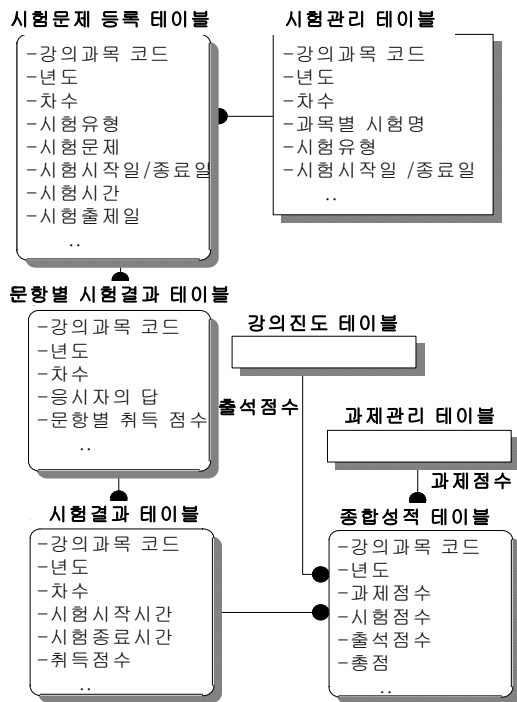 시험문제 등록 테이블
-강의과목 코드
-년도
-차수
-시험유형
-시험문제
-시험시작일/종료일
-시험시간
-시험출제일
..
시험관리 테이블
-강의과목 코드
-년도
-차수
-과목별 시험명
-시험유형
-시험시작일 /종료일
..
문항별 시험결과 테이블
-강의과목 코드
-년도
-차수
-응시자의 답
-문항별 취득 점수
..
강의진도 테이블
출석점수
과제관리 테이블
과제점수
시험결과 테이블
-강의과목 코드
-년도
-차수
-시험시작시간
-시험종료시간
-취득점수
..
종합성적 테이블
-강의과목 코드
-년도
-과제점수
-시험점수
-출석점수
-총점
..